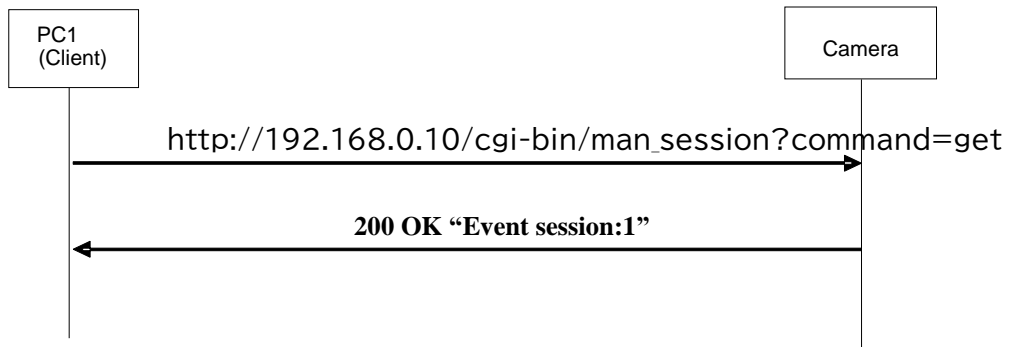 PC1
(Client)
Camera
http://192.168.0.10/cgi-bin/man_session?command=get
200 OK “Event session:1”